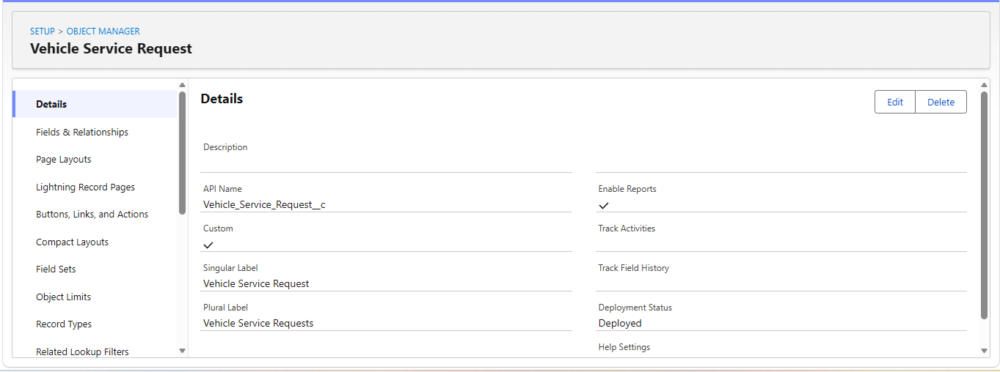 SETUP > OBJECT MANAGER
Vehicle Service Request
Details
Fields & Relationships
Page Layouts
Lightning Record Pages
Buttons, Links, and Actions
Compact Layouts
Field Sets
Object Limits
Record Types
Related Lookup Filters
Details
Edit
Delete
Description
API Name
Vehicle_Service_Request__c
Custom
Singular Label
Vehicle Service Request
Plural Label
Vehicle Service Requests
Enable Reports
Track Activities
Track Field History
Deployment Status
Deployed
Help Settings